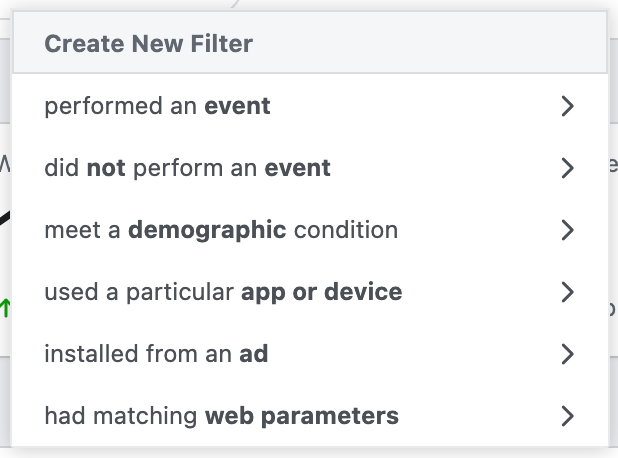 Create New Filter
performed an event
did not perform an event
meet a demographic condition
used a particular app or device
installed from an ad
had matching web parameters